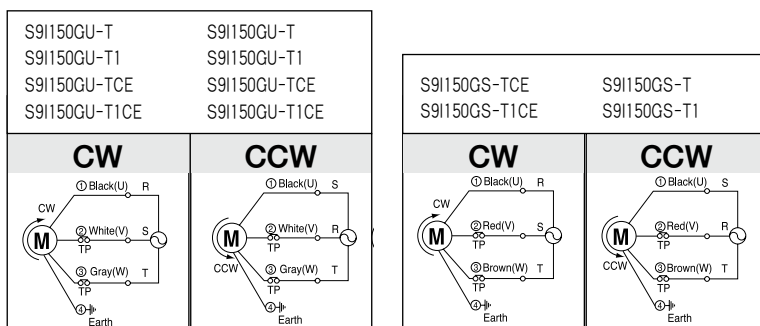 S9I150GU-T S9I150GU-T
S9I150GU-T1 S9I150GU-T1
S9I150GU-TCE S9I150GU-TCE
S9I150GU-T1CE S9I150GU-T1CE
CW CCW
① Black(U) R
CW
② White(V) S
M
TP
③ Gray(W) T
TP
④
Earth
① Black(U) S
② White(V) R
M
TP
CCW
③ Gray(W) T
TP
④
Earth
S9I150GS-TCE S9I150GS-T
S9I150GS-T1CE S9I150GS-T1
CW CCW
① Black(U) R
CW
② Red(V) S
M
TP
③ Brown(W) T
TP
④
Earth
① Black(U) S
② Red(V) R
M
TP
CCW
③ Brown(W) T
TP
④
Earth